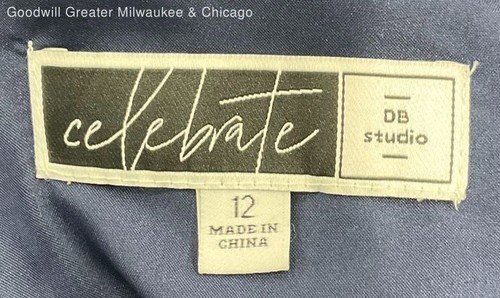 Goodwill Greater Milwaukee & Chicago
celebrate
DB
studio
12
MADE IN
CHINA